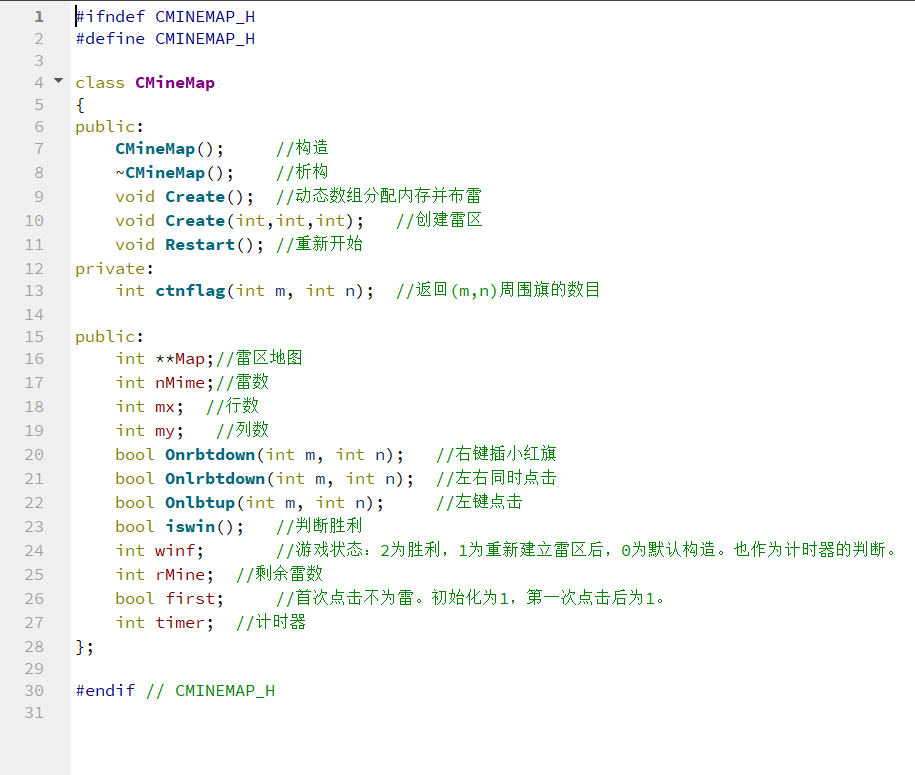 1 #ifndef CMINEMAP_H
2 #define CMINEMAP_H
3
4 class CMineMap
5 {
6 public:
7 CMineMap(); //构造
8 ~CMineMap(); //析构
9 void Create(); //动态数组分配内存并布雷
10 void Create(int,int,int); //创建雷区
11 void Restart(); //重新开始
12 private:
13 int ctnflag(int m, int n); //返回(m,n)周围旗的数目
14
15 public:
16 int **Map;//雷区地图
17 int nMime;//雷数
18 int mx; //行数
19 int my; //列数
20 bool Onrbtdown(int m, int n); //右键插小红旗
21 bool Onlrbtdown(int m, int n); //左右同时点击
22 bool Onlbtup(int m, int n); //左键点击
23 bool iswin(); //判断胜利
24 int winf; //游戏状态：2为胜利，1为重新建立雷区后，0为默认构造。也作为计时器的判断。
25 int rMine; //剩余雷数
26 bool first; //首次点击不为雷。初始化为1，第一次点击后为1。
27 int timer; //计时器
28 };
29
30 #endif // CMINEMAP_H
31